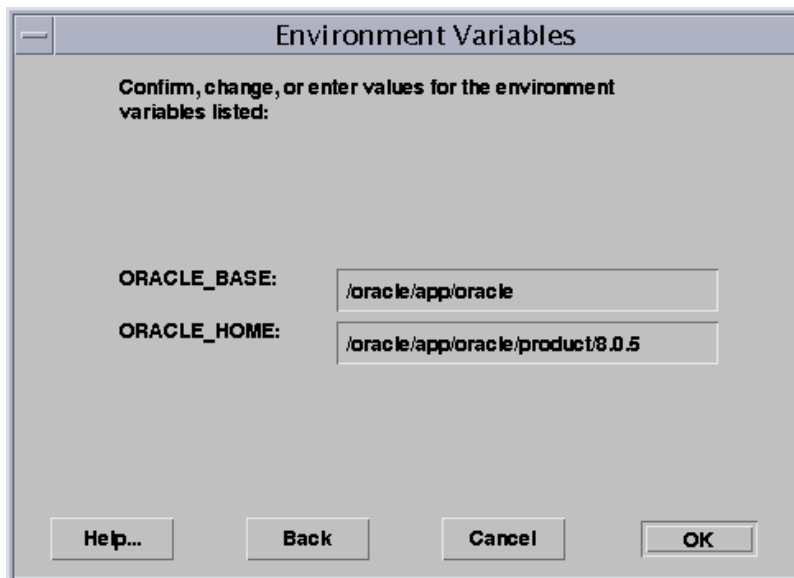 Environment Variables
Confirm, change, or enter values for the environment
variables listed:
ORACLE_BASE:
/oracle/app/oracle
ORACLE_HOME:
/oracle/app/oracle/product/8.0.5
Help...
Back
Cancel
OK